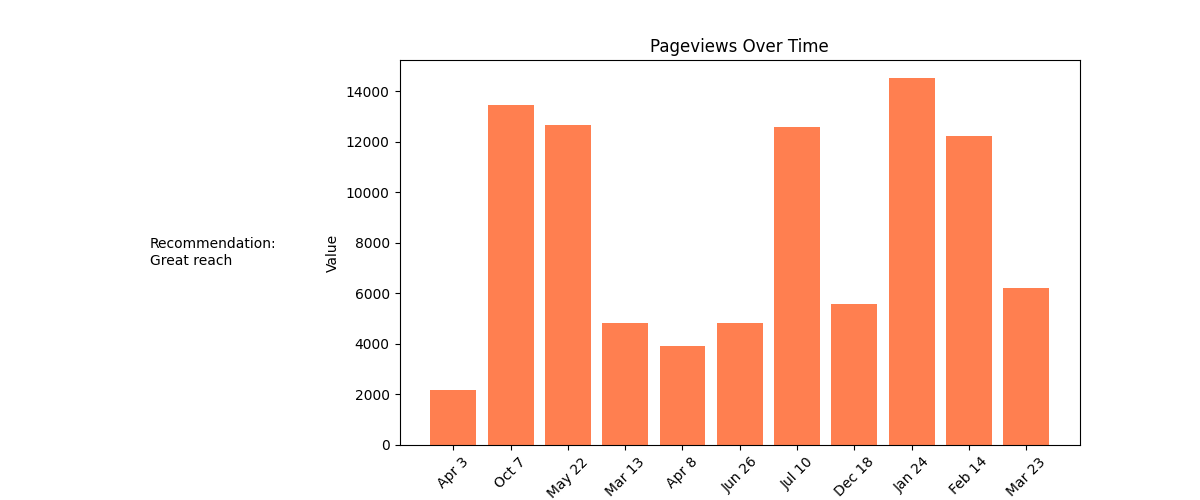 Pageviews Over Time
Recommendation:
Great reach
Value
14000
12000
10000
8000
6000
4000
2000
0
Apr 3
Oct 7
May 22
Mar 13
Apr 8
Jun 26
Jul 10
Dec 18
Jan 24
Feb 14
Mar 23